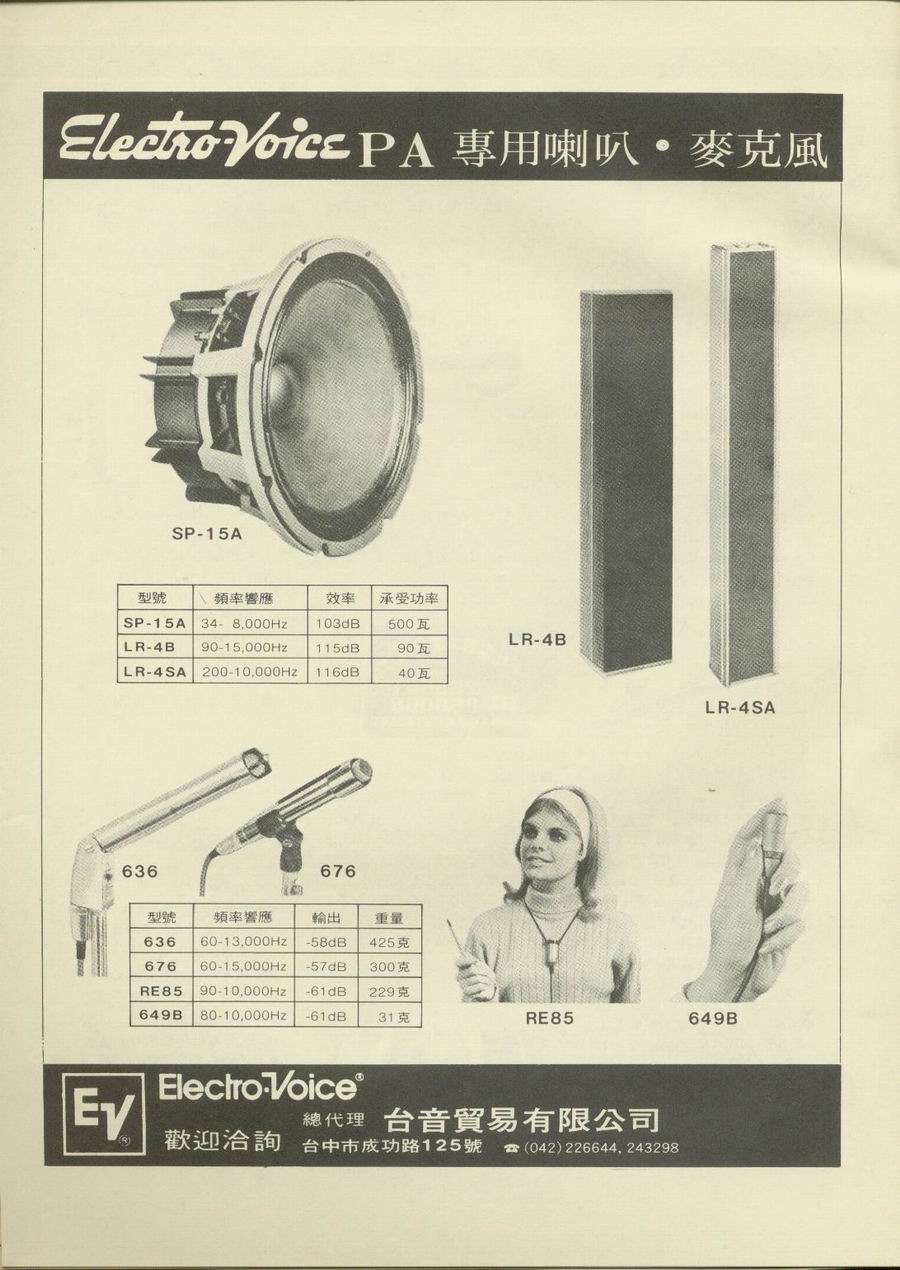 Electro-Voice PA 專用喇叭・麥克風
SP-15A
型號 頻率響應 效率 承受功率
SP-15A 34- 8,000Hz 103dB 500瓦
LR-4B 90-15,000Hz 115dB 90瓦
LR-4SA 200-10,000Hz 116dB 40瓦
LR-4B
LR-4SA
636
676
型號 頻率響應 輸出 重量
636 60-13,000Hz -58dB 425克
676 60-15,000Hz -57dB 300克
RE85 90-10,000Hz -61dB 229克
649B 80-10,000Hz -61dB 31克
RE85
649B
EV®
Electro-Voice®
總代理 台音貿易有限公司
歡迎洽詢 台中市成功路125號 ☎(042)226644, 243298